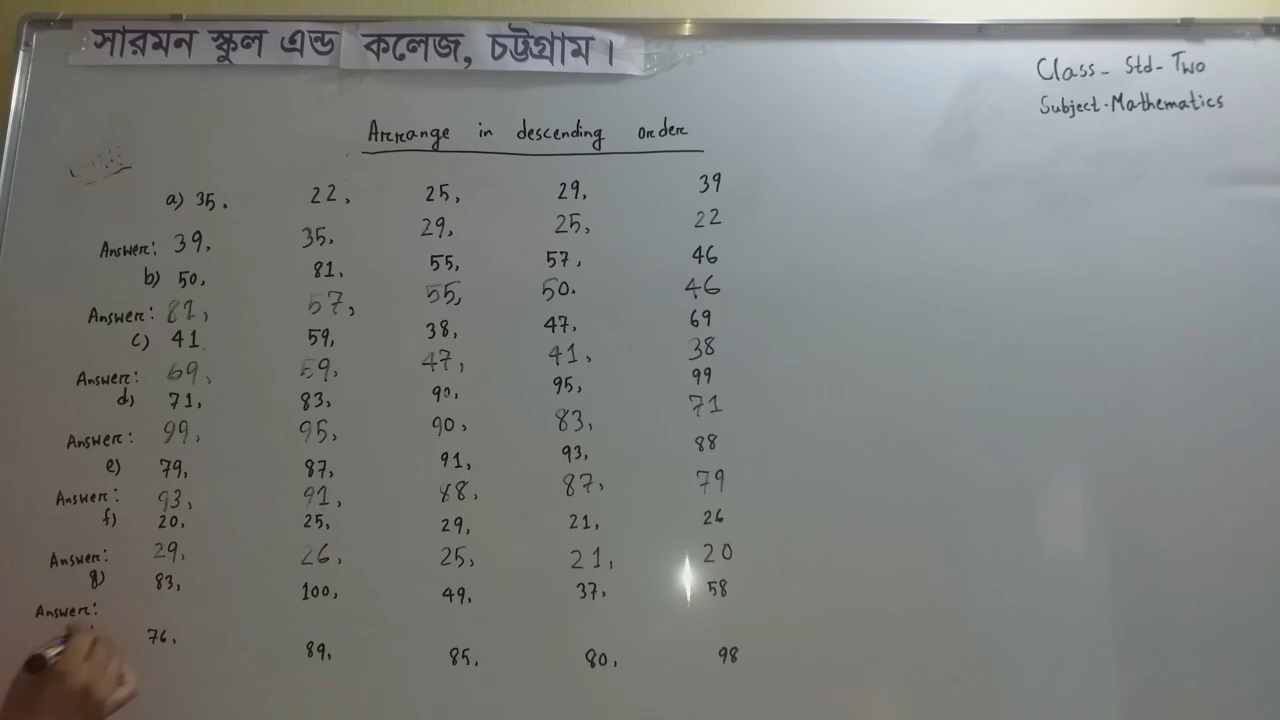 সারমন স্কুল এন্ড কলেজ, চট্টগ্রাম।
Class - Std - Two
Subject - Mathematics
Arrange in descending order
a) 35, 22, 25, 29, 39
Answer: 39, 35, 29, 25, 22
b) 50, 81, 55, 57, 46
Answer: 81, 57, 55, 50. 46
c) 41. 59, 38, 47, 69
Answer: 69, 59, 47, 41, 38
d) 71, 83, 90, 95, 99
Answer: 99, 95, 90, 83, 71
e) 79, 87, 91, 93, 88
Answer: 93, 91, 88, 87, 79
f) 20, 25, 29, 21, 26
Answer: 29, 26, 25, 21, 20
g) 83, 100, 49, 37, 58
Answer:
76, 89, 85, 80, 98